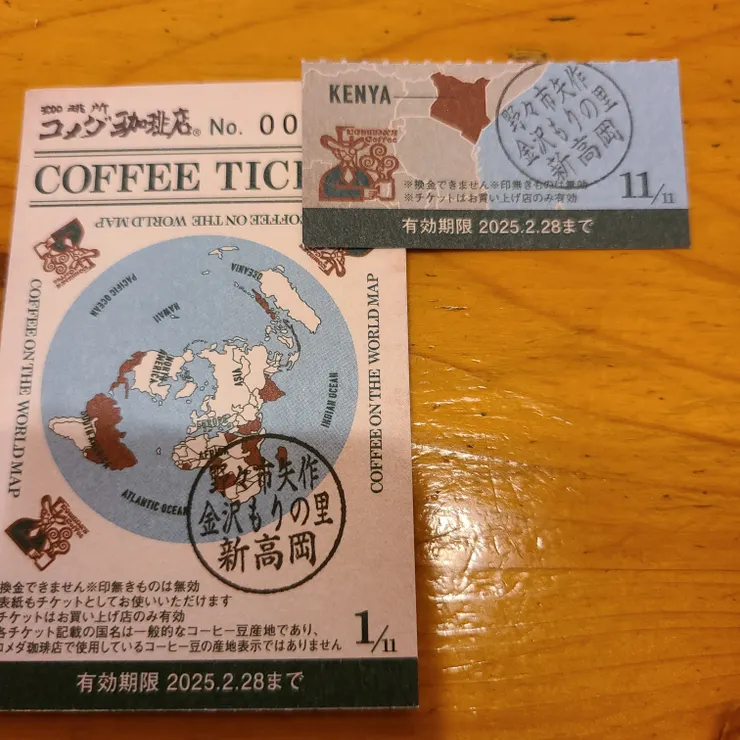 珈琲所
コメダ珈琲店® No. 00
COFFEE TIC
COFFEE ON THE WORLD MAP
COFFEE ON THE WORLD MAP
COFFEE ON THE WORLD MAP
PACIFIC OCEAN
HAWAII
OCEANIA
NORTH AMERICA
ASIA
INDIAN OCEAN
EUROPE
AFRICA
ATLANTIC OCEAN
野々市矢作
金沢もりの里
新高岡
換金できません※印無きものは無効
表紙もチケットとしてお使いいただけます
チケットはお買い上げ店のみ有効
各チケット記載の国名は一般的なコーヒー豆産地であり、
コメダ珈琲店で使用しているコーヒー豆の産地表示ではありません
1/11
有効期限 2025.2.28まで
KENYA
野々市矢作
金沢もりの里
新高岡
Coffee
※換金できません※印無きものは無効
※チケットはお買い上げ店のみ有効
11/11
有効期限 2025.2.28まで